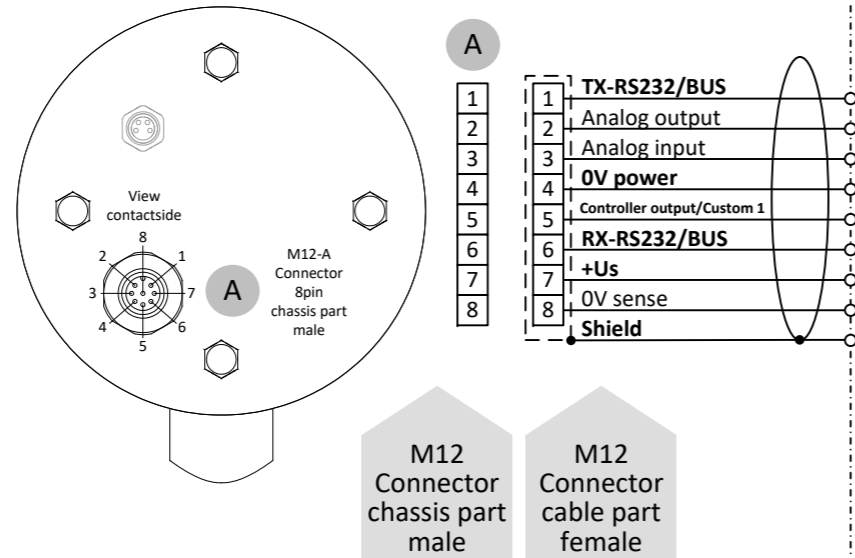 View
contactside
8
2
1
3
7
4
6
5
A
M12-A
Connector
8pin
chassis part
male
A
1
2
3
4
5
6
7
8
1 TX-RS232/BUS
2 Analog output
3 Analog input
4 0V power
5 Controller output/Custom 1
6 RX-RS232/BUS
7 +Us
8 0V sense
Shield
M12
Connector
chassis part
male
M12
Connector
cable part
female